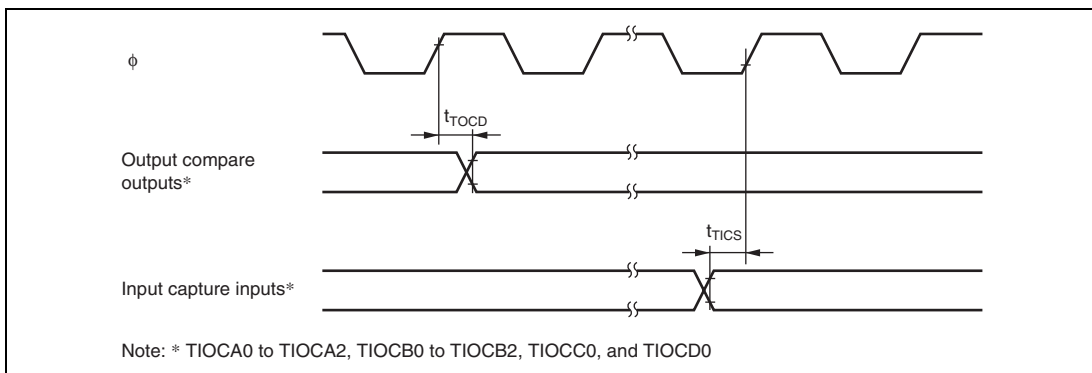 ϕ
tTOCD
Output compare
outputs*
tTICS
Input capture inputs*
Note: * TIOCA0 to TIOCA2, TIOCB0 to TIOCB2, TIOCC0, and TIOCD0